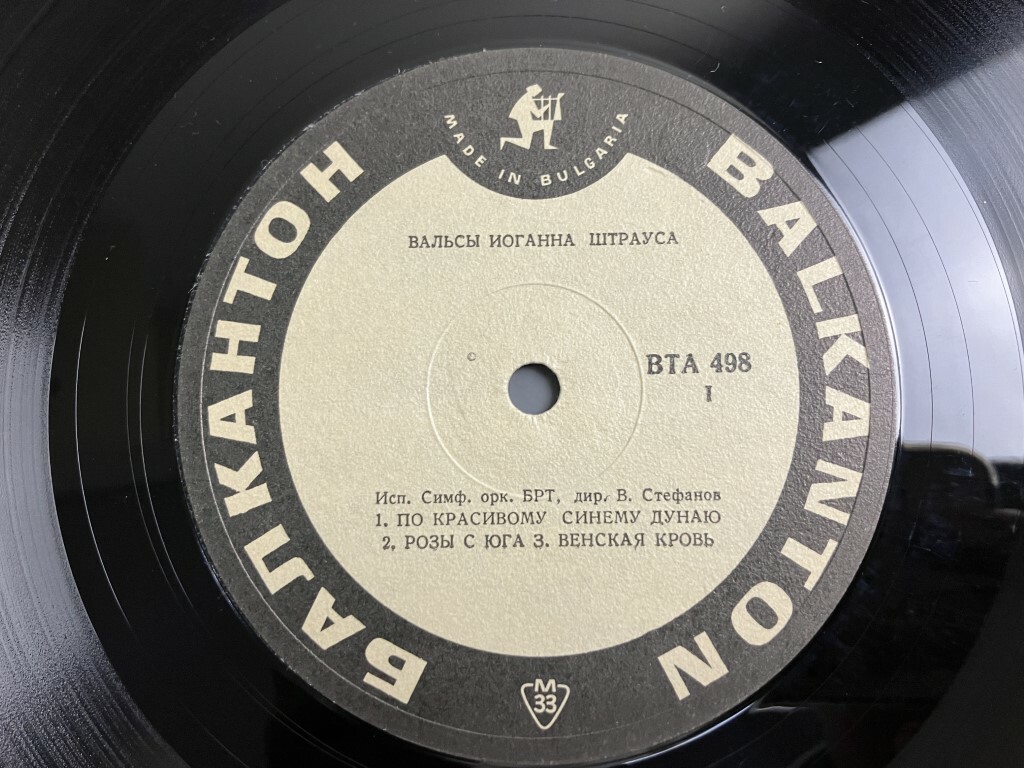 MADE IN BULGARIA
БАЛКАНТОН
BALKANTON
ВАЛЬСЫ ИОГАННА ШТРАУСА
ВТА 498
I
Исп. Симф. орк. БРТ, дир. В. Стефанов
1. ПО КРАСИВОМУ СИНЕМУ ДУНАЮ
2, РОЗЫ С ЮГА 3. ВЕНСКАЯ КРОВЬ
M
33